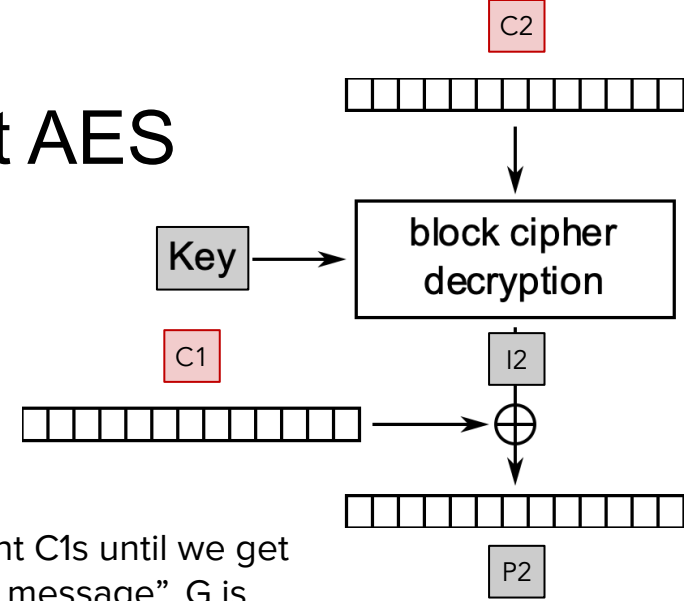 C2
t AES
block cipher
decryption
Key
C1
I2
nt C1s until we get
message”. G is
P2